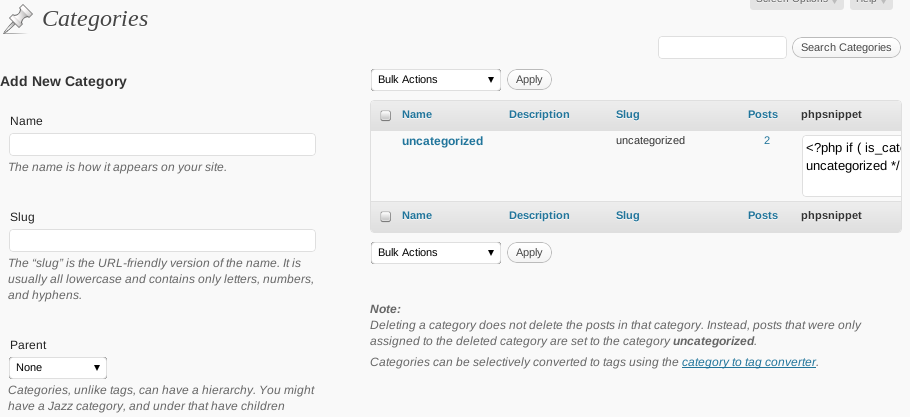 Screen Options
Help
Categories
Search Categories
Add New Category
Name
The name is how it appears on your site.
Slug
The “slug” is the URL-friendly version of the name. It is
usually all lowercase and contains only letters, numbers,
and hyphens.
Parent
None
Categories, unlike tags, can have a hierarchy. You might
have a Jazz category, and under that have children
Bulk Actions Apply
Name Description Slug Posts phpsnippet
uncategorized uncategorized 2
<?php if ( is_cat
uncategorized */
Name Description Slug Posts phpsnippet
Bulk Actions Apply
Note:
Deleting a category does not delete the posts in that category. Instead, posts that were only
assigned to the deleted category are set to the category uncategorized.
Categories can be selectively converted to tags using the category to tag converter.